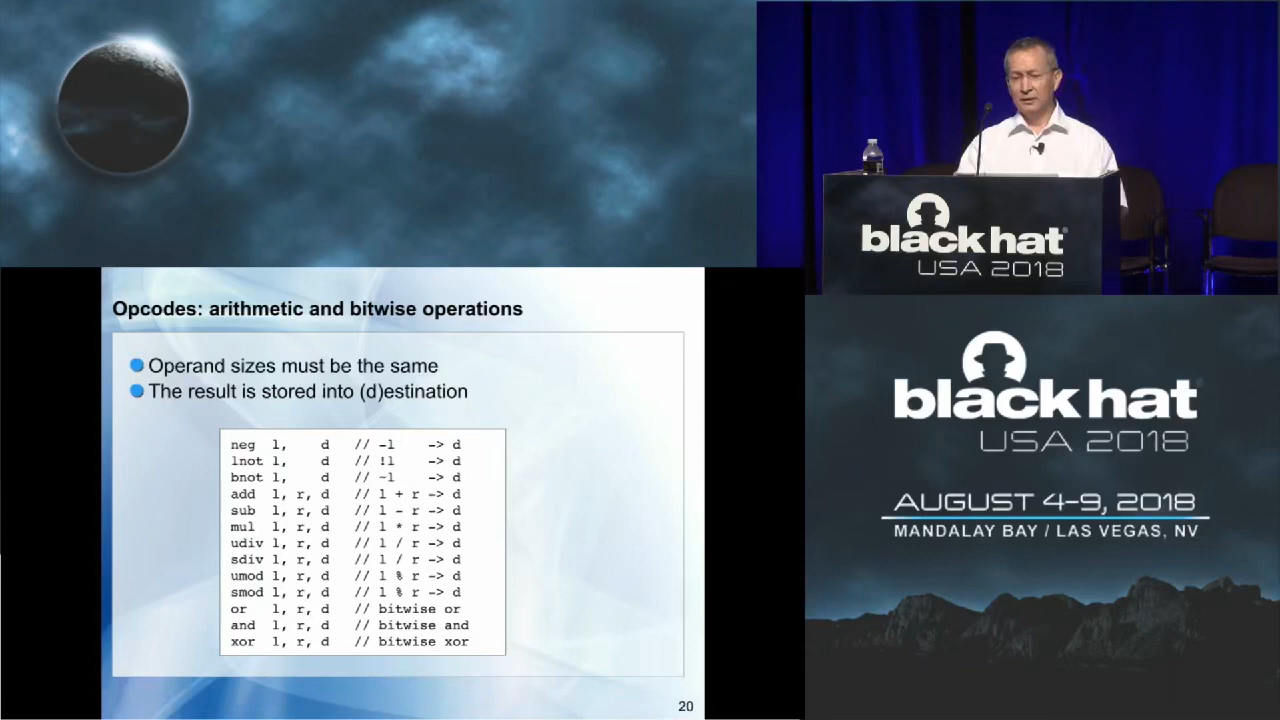 black hat
USA 2018
Opcodes: arithmetic and bitwise operations
Operand sizes must be the same
The result is stored into (d)estination
neg l, d // -l -> d
lnot l, d // !l -> d
bnot l, d // ~l -> d
add l, r, d // l + r -> d
sub l, r, d // l - r -> d
mul l, r, d // l * r -> d
udiv l, r, d // l / r -> d
sdiv l, r, d // l / r -> d
umod l, r, d // l % r -> d
smod l, r, d // l % r -> d
or l, r, d // bitwise or
and l, r, d // bitwise and
xor l, r, d // bitwise xor
20
black hat
USA 2018
AUGUST 4-9, 2018
MANDALAY BAY / LAS VEGAS, NV